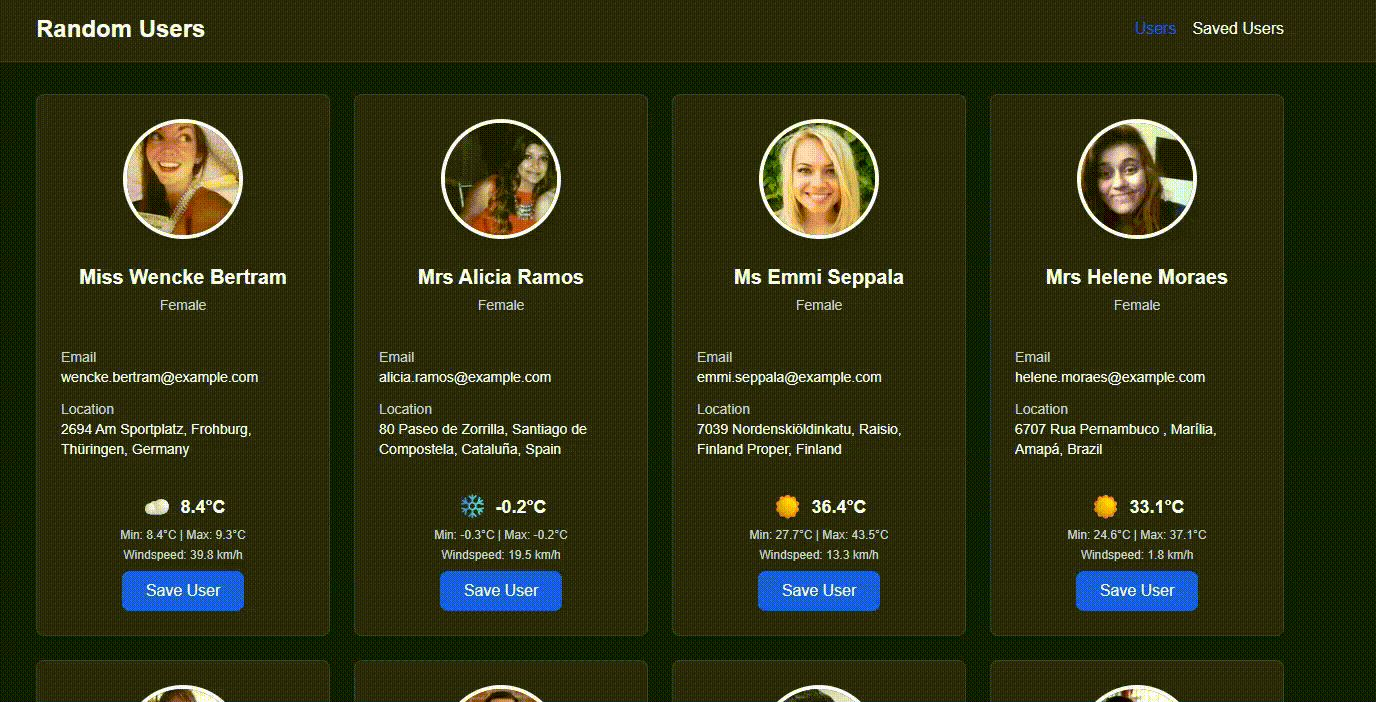 Random Users
Users Saved Users
Miss Wencke Bertram
Female
Email
wencke.bertram@example.com
Location
2694 Am Sportplatz, Frohburg,
Thüringen, Germany
8.4°C
Min: 8.4°C | Max: 9.3°C
Windspeed: 39.8 km/h
Save User
Mrs Alicia Ramos
Female
Email
alicia.ramos@example.com
Location
80 Paseo de Zorrilla, Santiago de
Compostela, Cataluña, Spain
-0.2°C
Min: -0.3°C | Max: -0.2°C
Windspeed: 19.5 km/h
Save User
Ms Emmi Seppala
Female
Email
emmi.seppala@example.com
Location
7039 Nordenskiöldinkatu, Raisio,
Finland Proper, Finland
36.4°C
Min: 27.7°C | Max: 43.5°C
Windspeed: 13.3 km/h
Save User
Mrs Helene Moraes
Female
Email
helene.moraes@example.com
Location
6707 Rua Pernambuco , Marília,
Amapá, Brazil
33.1°C
Min: 24.6°C | Max: 37.1°C
Windspeed: 1.8 km/h
Save User